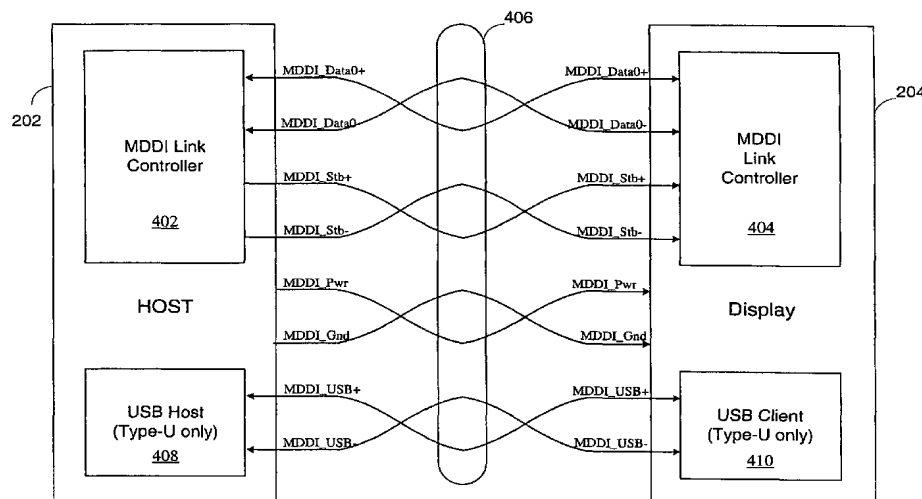 406
202
204
MDDI_Data0+
MDDI_Data0+
MDDI_Data0-
MDDI_Data0-
MDDI Link
Controller
402
MDDI
Link
Controller
404
MDDI_Stb+
MDDI_Stb+
MDDI_Stb-
MDDI_Stb-
MDDI_Pwr
MDDI_Pwr
HOST
Display
MDDI_Gnd
MDDI_Gnd
MDDI_USB+
MDDI_USB+
USB Host
(Type-U only)
408
USB Client
(Type-U only)
410
MDDI_USB-
MDDI_USB-